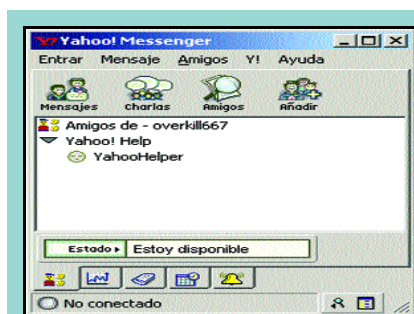 Yahoo! Messenger
Entrar Mensaje Amigos Y! Ayuda
Mensajes Charlas Amigos Añadir
Amigos de - overkill667
Yahoo! Help
YahooHelper
Estado Estoy disponible
No conectado